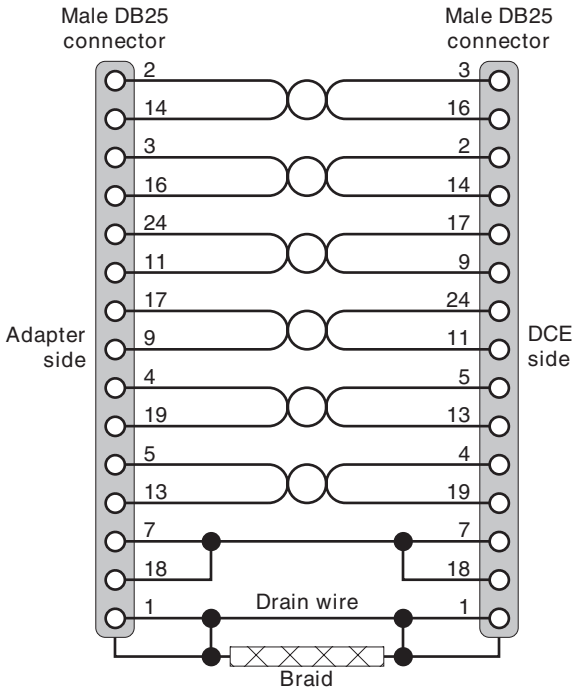 Male DB25
connector
Male DB25
connector
2 3
14 16
3 2
16 14
24 17
11 9
17 24
Adapter
side
9 11
DCE
side
4 5
19 13
5 4
13 19
7 7
18 18
1 Drain wire 1
Braid